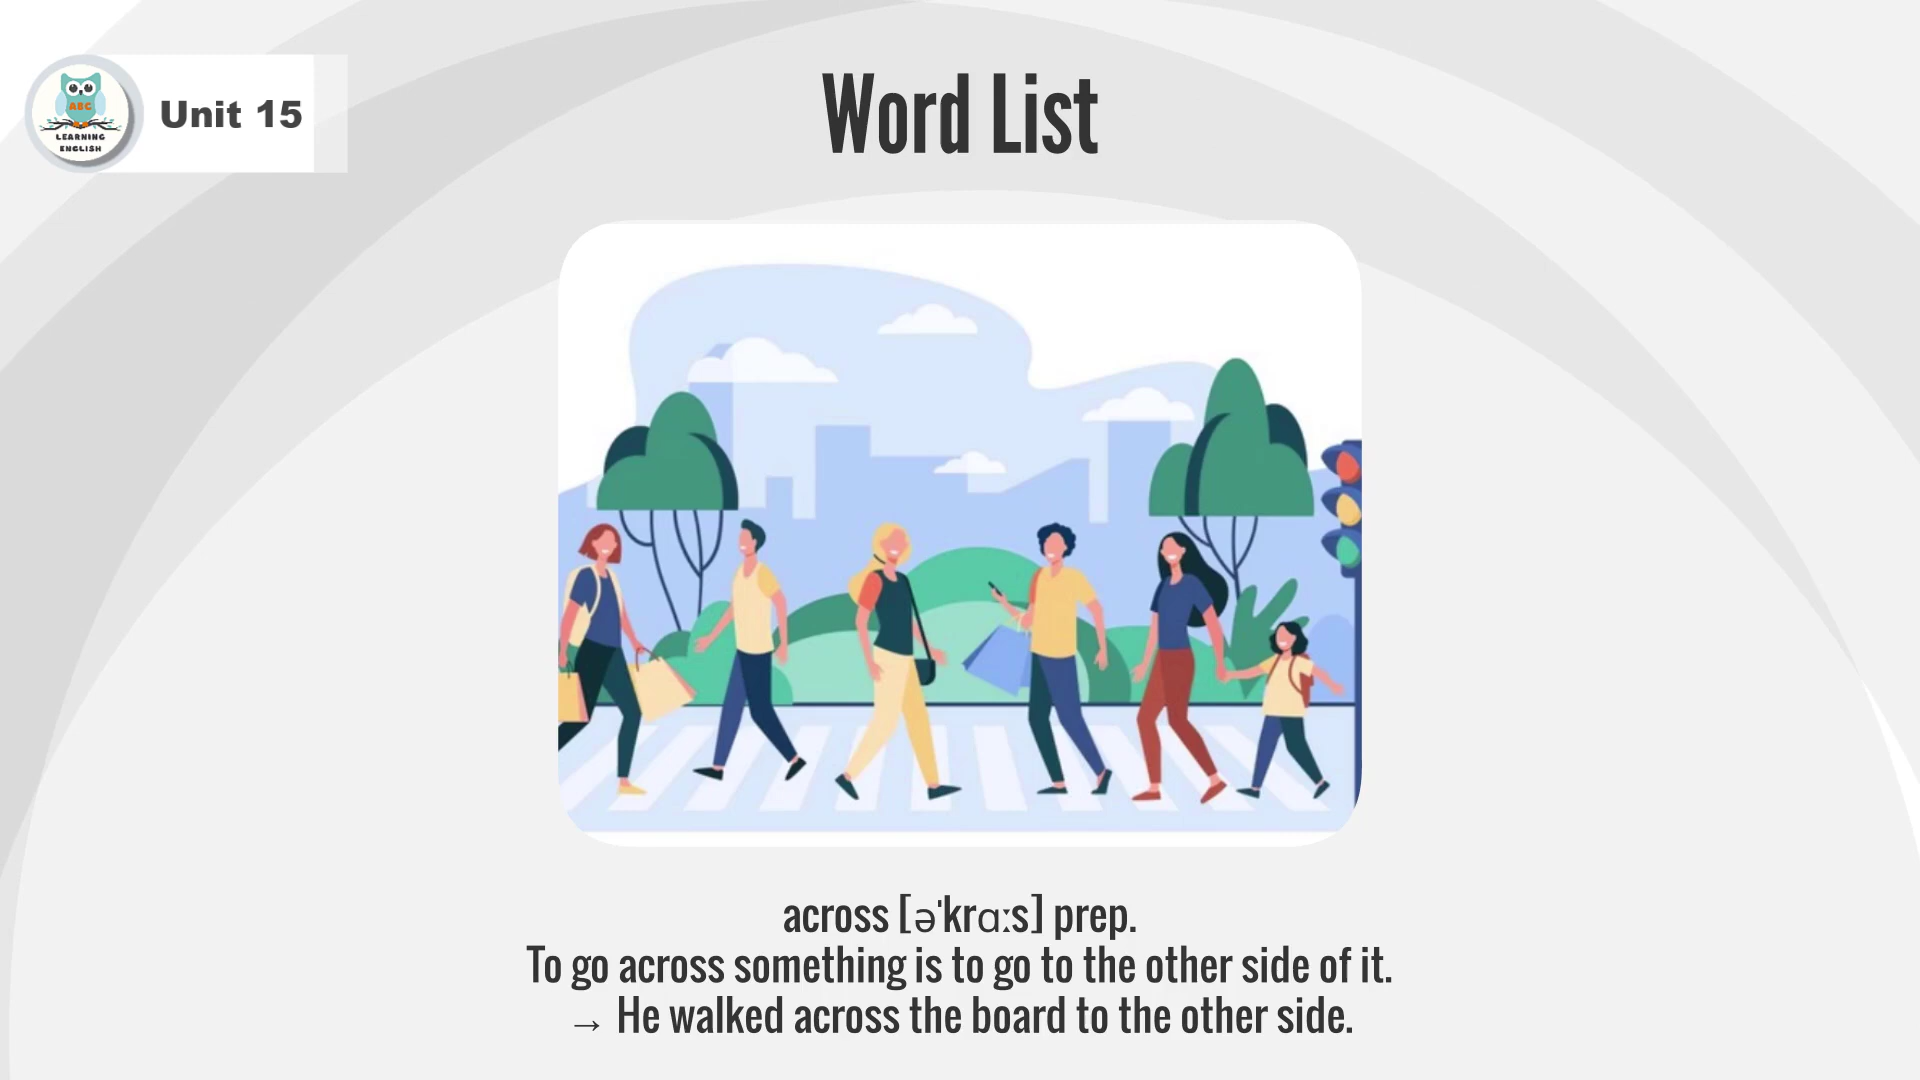 ABC
LEARNING
ENGLISH
Unit 15
Word List
across [əˈkrɑːs] prep.
To go across something is to go to the other side of it.
→ He walked across the board to the other side.